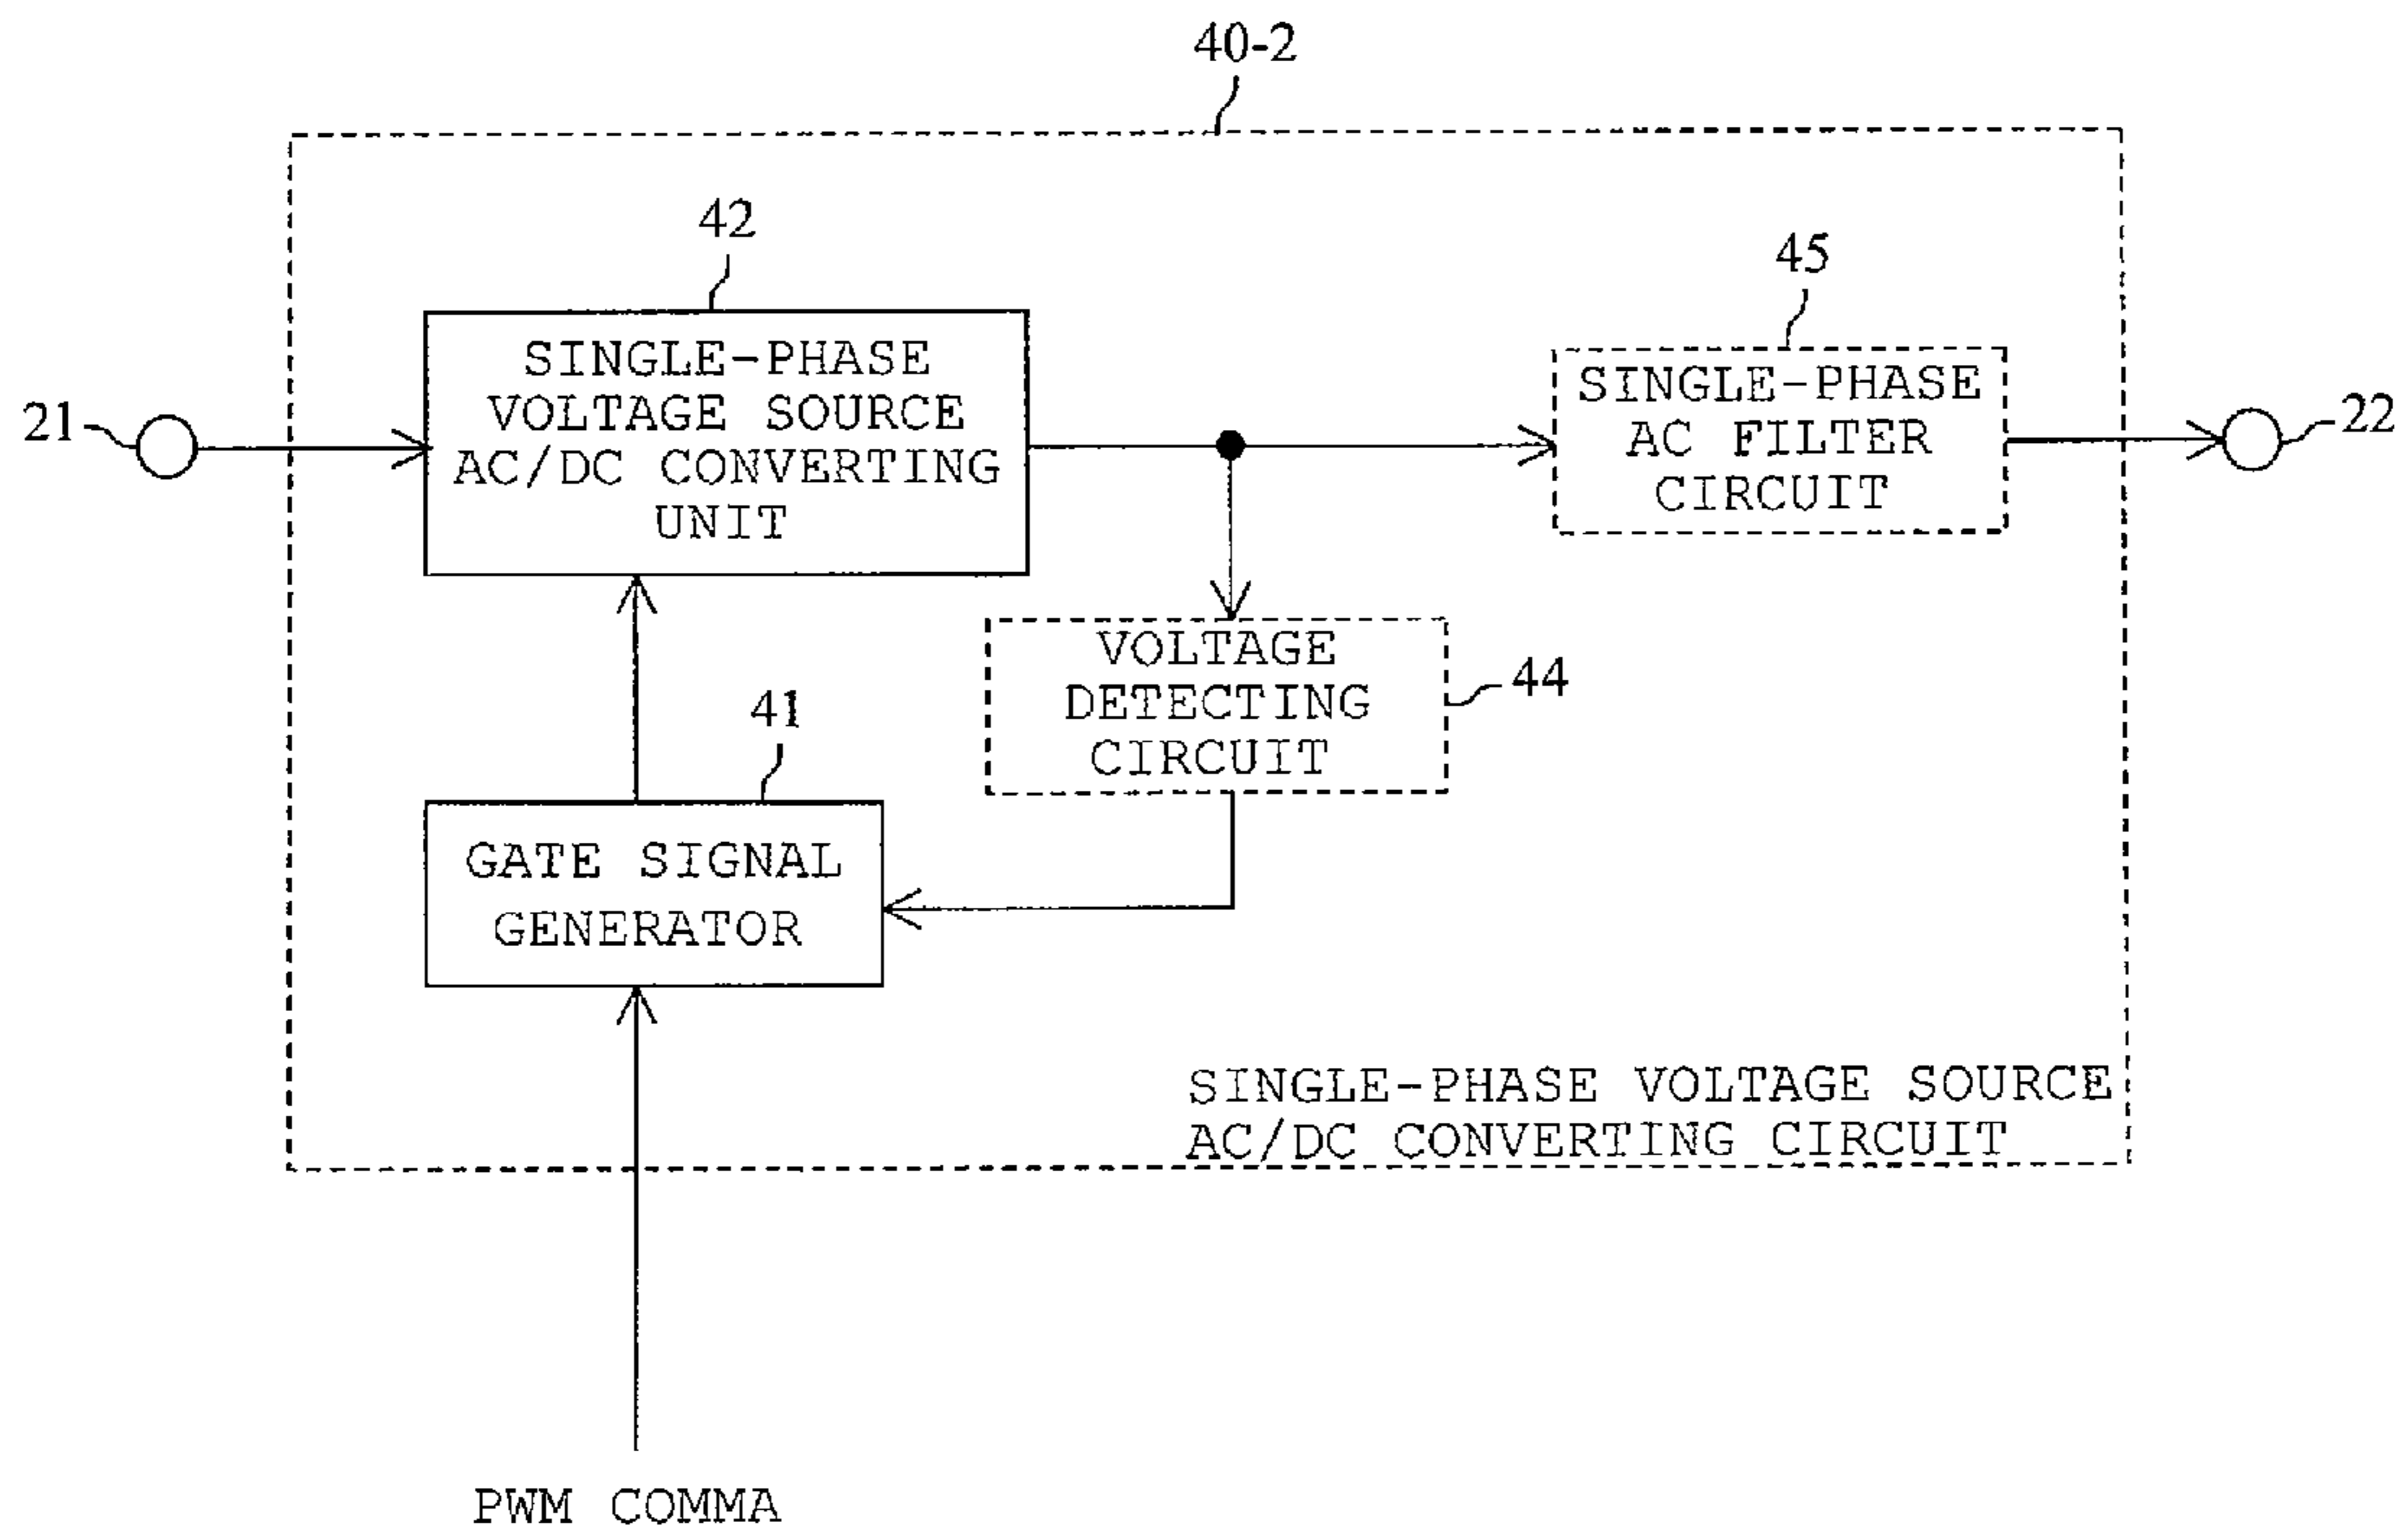 40-2
42
45
SINGLE-PHASE
VOLTAGE SOURCE
AC/DC CONVERTING
UNIT
SINGLE-PHASE
AC FILTER
CIRCUIT
21
22
VOLTAGE
DETECTING
CIRCUIT
44
41
GATE SIGNAL
GENERATOR
SINGLE-PHASE VOLTAGE SOURCE
AC/DC CONVERTING CIRCUIT
PWM COMMA